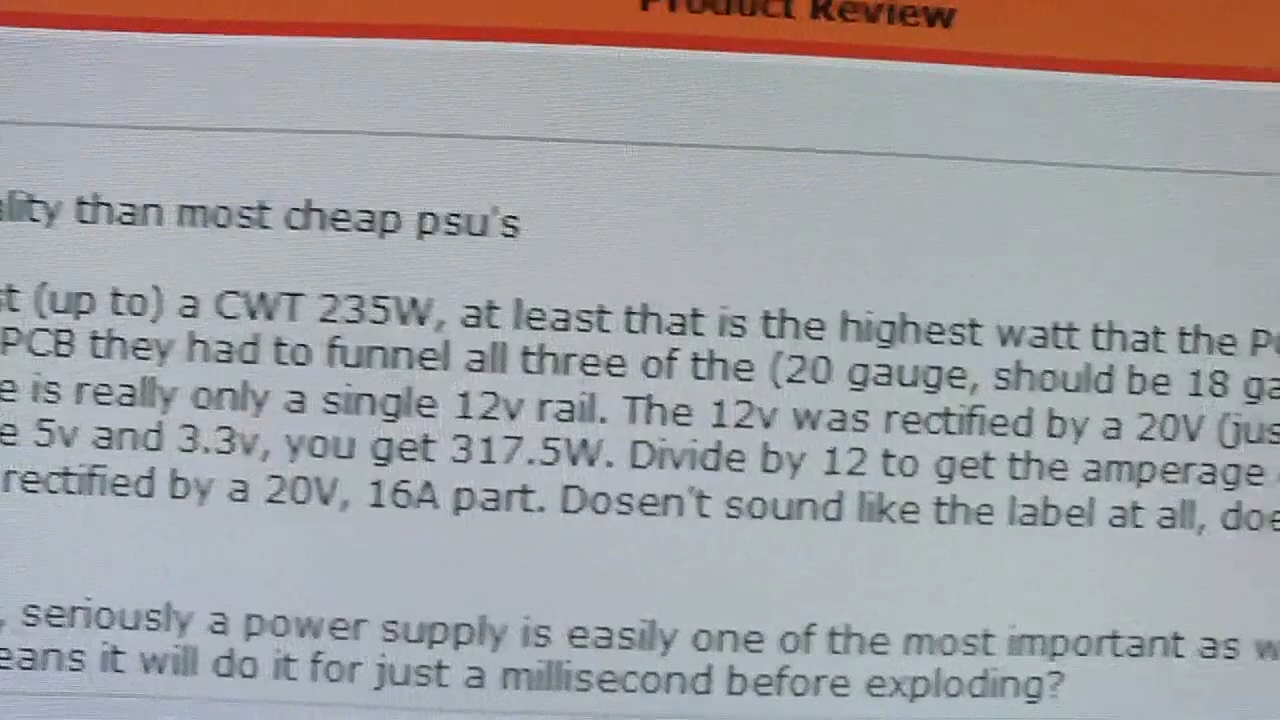 Product Review
lity than most cheap psu's
t (up to) a CWT 235W, at least that is the highest watt that the P
PCB they had to funnel all three of the (20 gauge, should be 18 ga
e is really only a single 12v rail. The 12v was rectified by a 20V (jus
e 5v and 3.3v, you get 317.5W. Divide by 12 to get the amperage
rectified by a 20V, 16A part. Dosen't sound like the label at all, doe
, seriously a power supply is easily one of the most important as w
eans it will do it for just a millisecond before exploding?